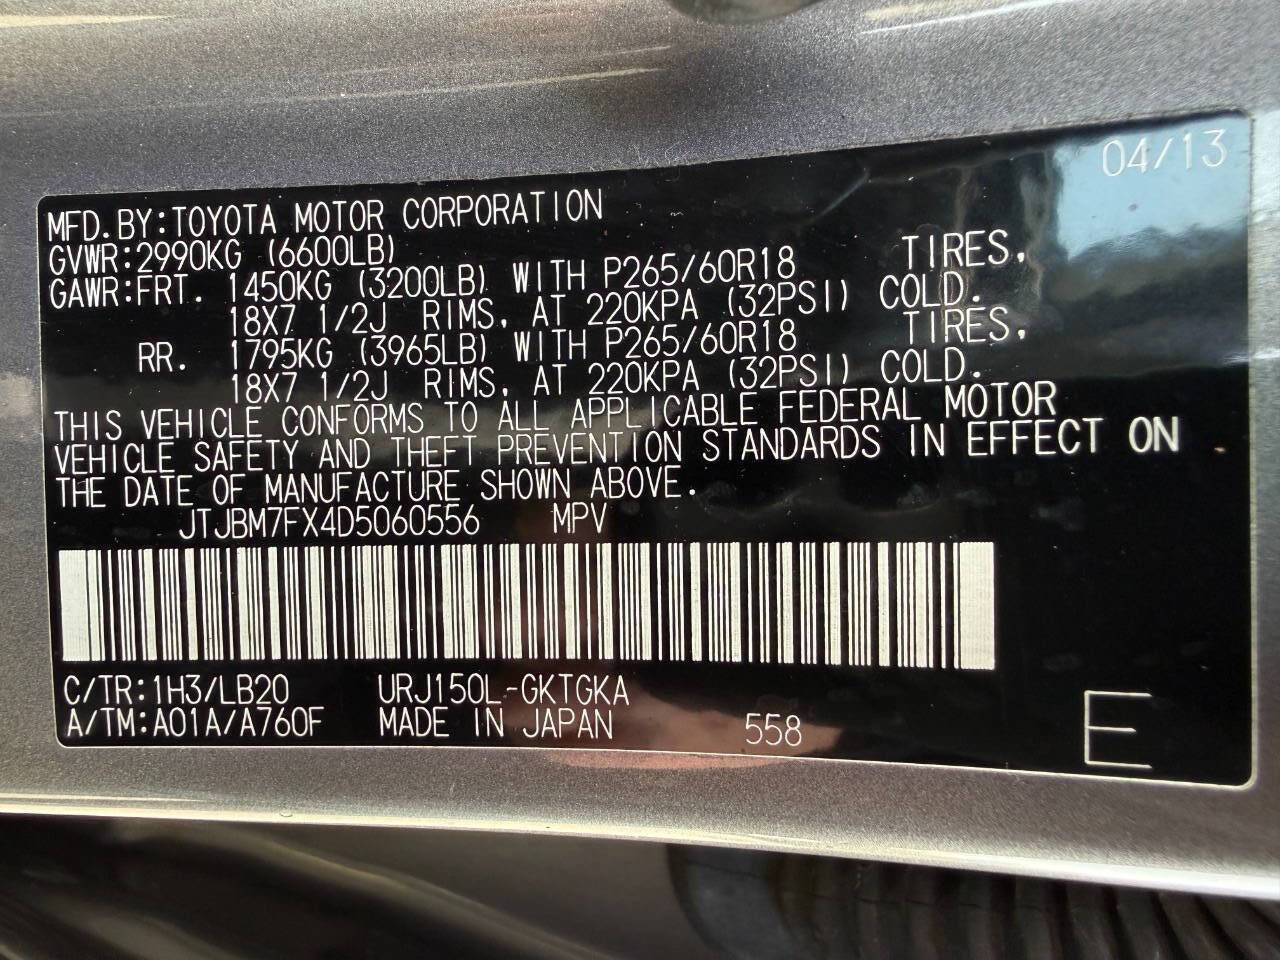 04/13
MFD. BY: TOYOTA MOTOR CORPORATION
GVWR: 2990KG (6600LB)
GAWR: FRT. 1450KG (3200LB) WITH P265/60R18 TIRES,
18X7 1/2J RIMS, AT 220KPA (32PSI) COLD.
RR. 1795KG (3965LB) WITH P265/60R18 TIRES,
18X7 1/2J RIMS, AT 220KPA (32PSI) COLD.
THIS VEHICLE CONFORMS TO ALL APPLICABLE FEDERAL MOTOR
VEHICLE SAFETY AND THEFT PREVENTION STANDARDS IN EFFECT ON
THE DATE OF MANUFACTURE SHOWN ABOVE.
JTJBM7FX4D5060556 MPV
C/TR: 1H3/LB20 URJ150L-GKTGKA
A/TM: A01A/A760F MADE IN JAPAN 558
E